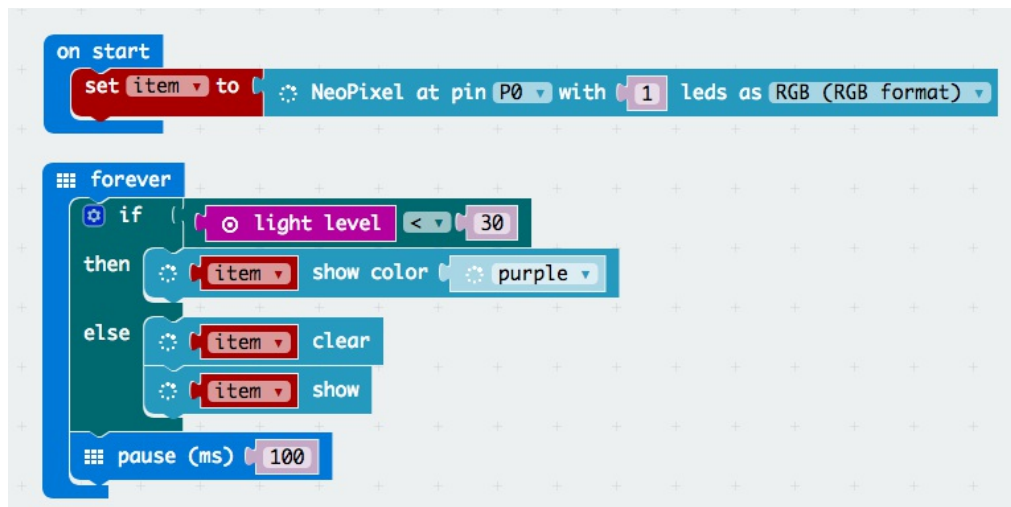 on start
set item to NeoPixel at pin P0 with 1 leds as RGB (RGB format)
forever
if light level < 30
then item show color purple
else item clear
item show
pause (ms) 100